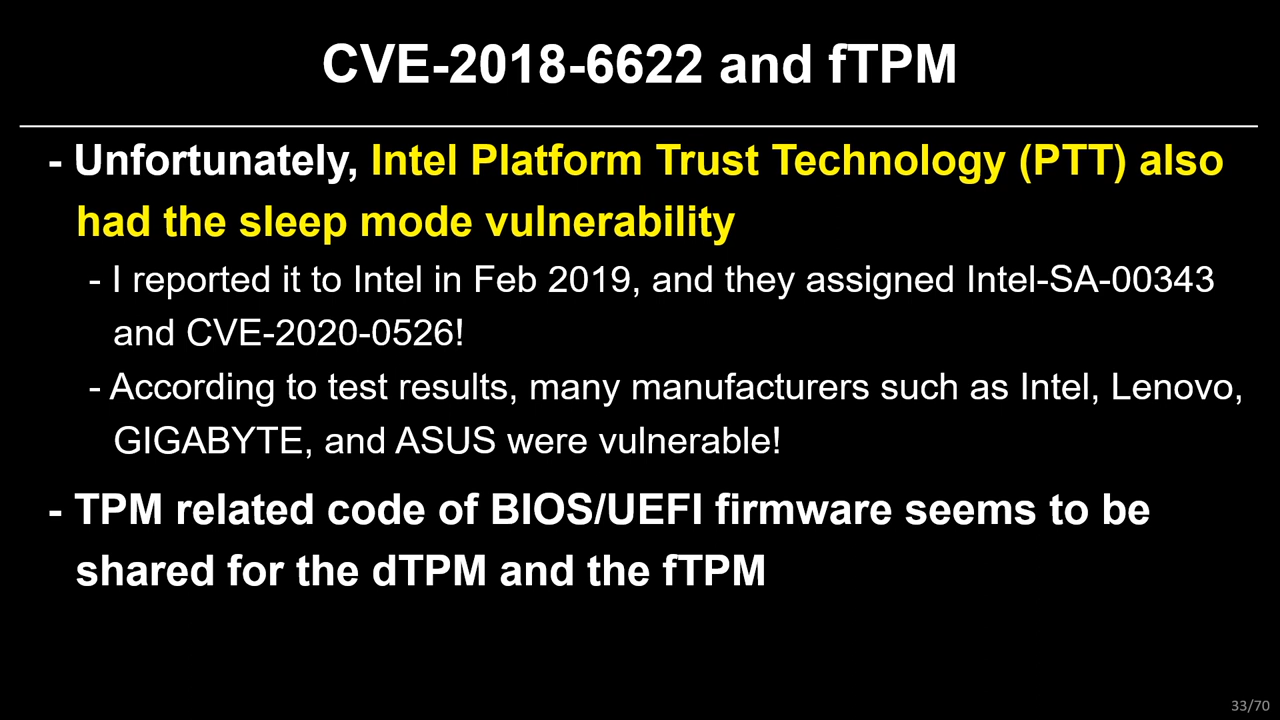 CVE-2018-6622 and fTPM
- Unfortunately, Intel Platform Trust Technology (PTT) also
had the sleep mode vulnerability
- I reported it to Intel in Feb 2019, and they assigned Intel-SA-00343
and CVE-2020-0526!
- According to test results, many manufacturers such as Intel, Lenovo,
GIGABYTE, and ASUS were vulnerable!
- TPM related code of BIOS/UEFI firmware seems to be
shared for the dTPM and the fTPM
33/70